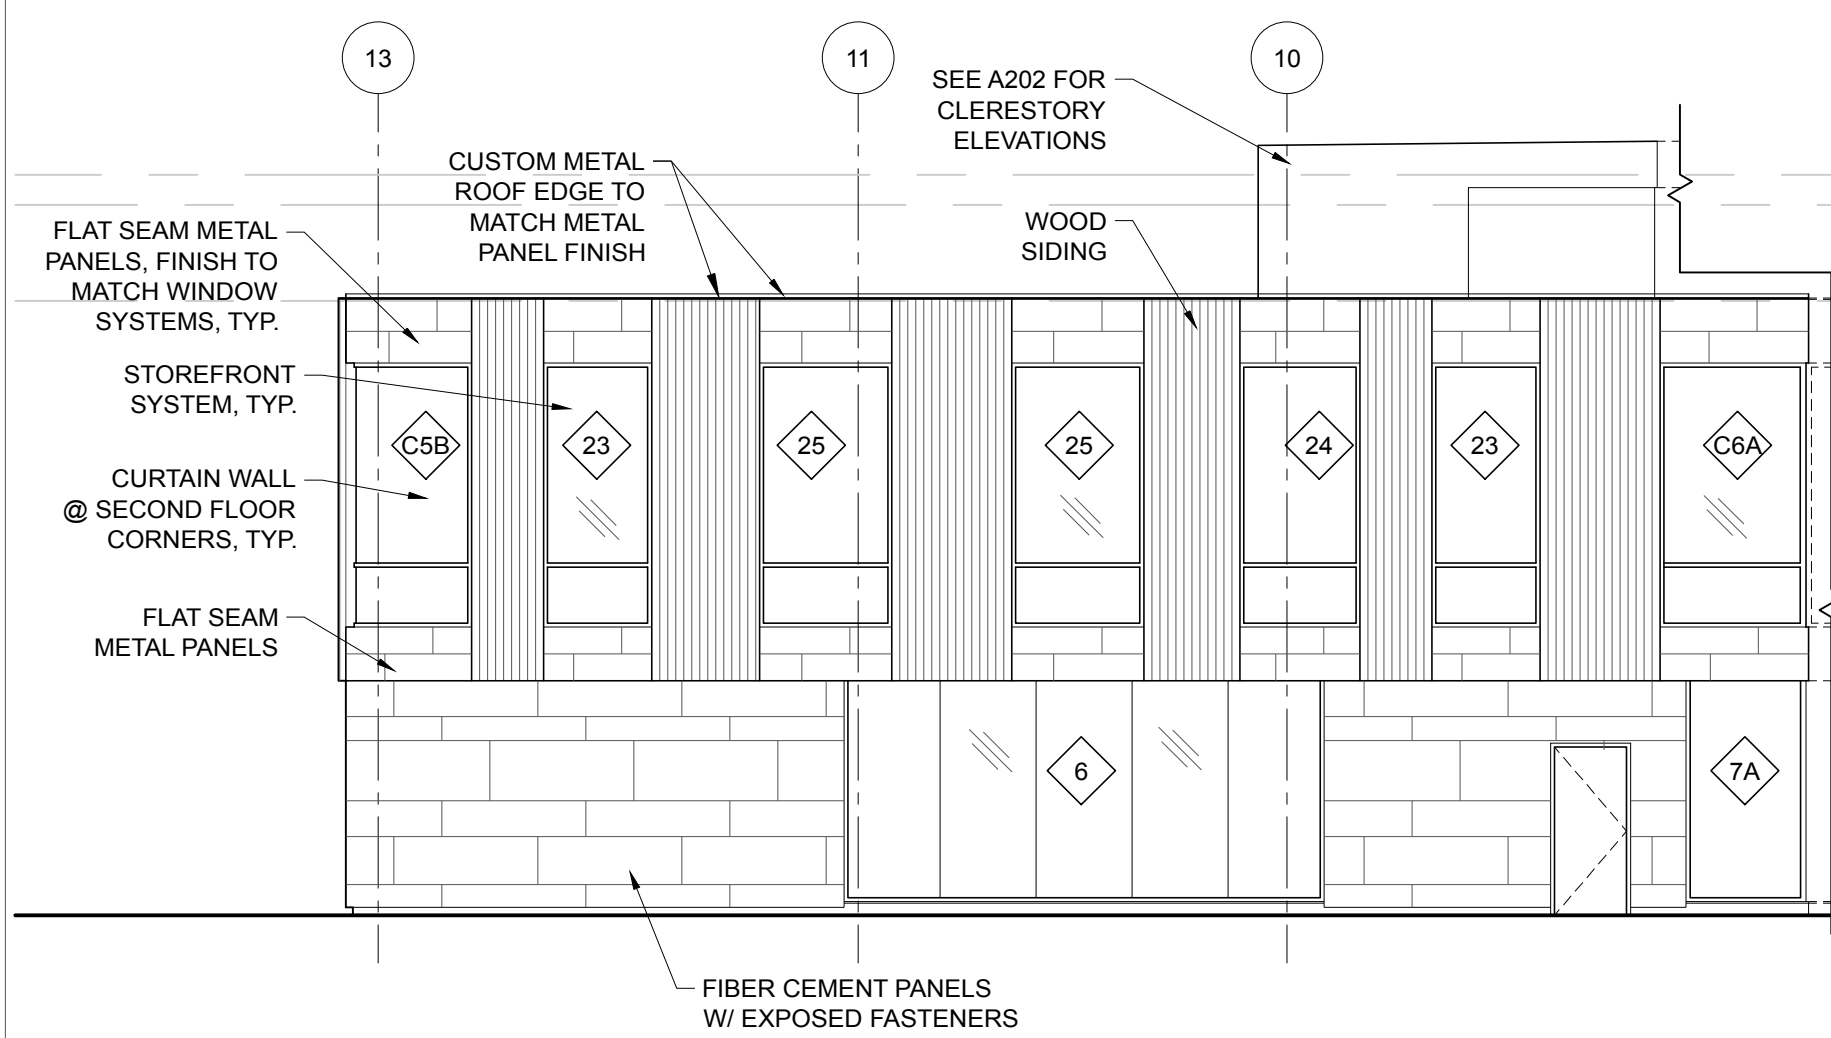 13
11
10
SEE A202 FOR
CLERESTORY
ELEVATIONS
CUSTOM METAL
ROOF EDGE TO
MATCH METAL
PANEL FINISH
WOOD
SIDING
FLAT SEAM METAL
PANELS, FINISH TO
MATCH WINDOW
SYSTEMS, TYP.
STOREFRONT
SYSTEM, TYP.
C5B
23
25
25
24
23
C6A
CURTAIN WALL
@ SECOND FLOOR
CORNERS, TYP.
FLAT SEAM
METAL PANELS
6
7A
FIBER CEMENT PANELS
W/ EXPOSED FASTENERS